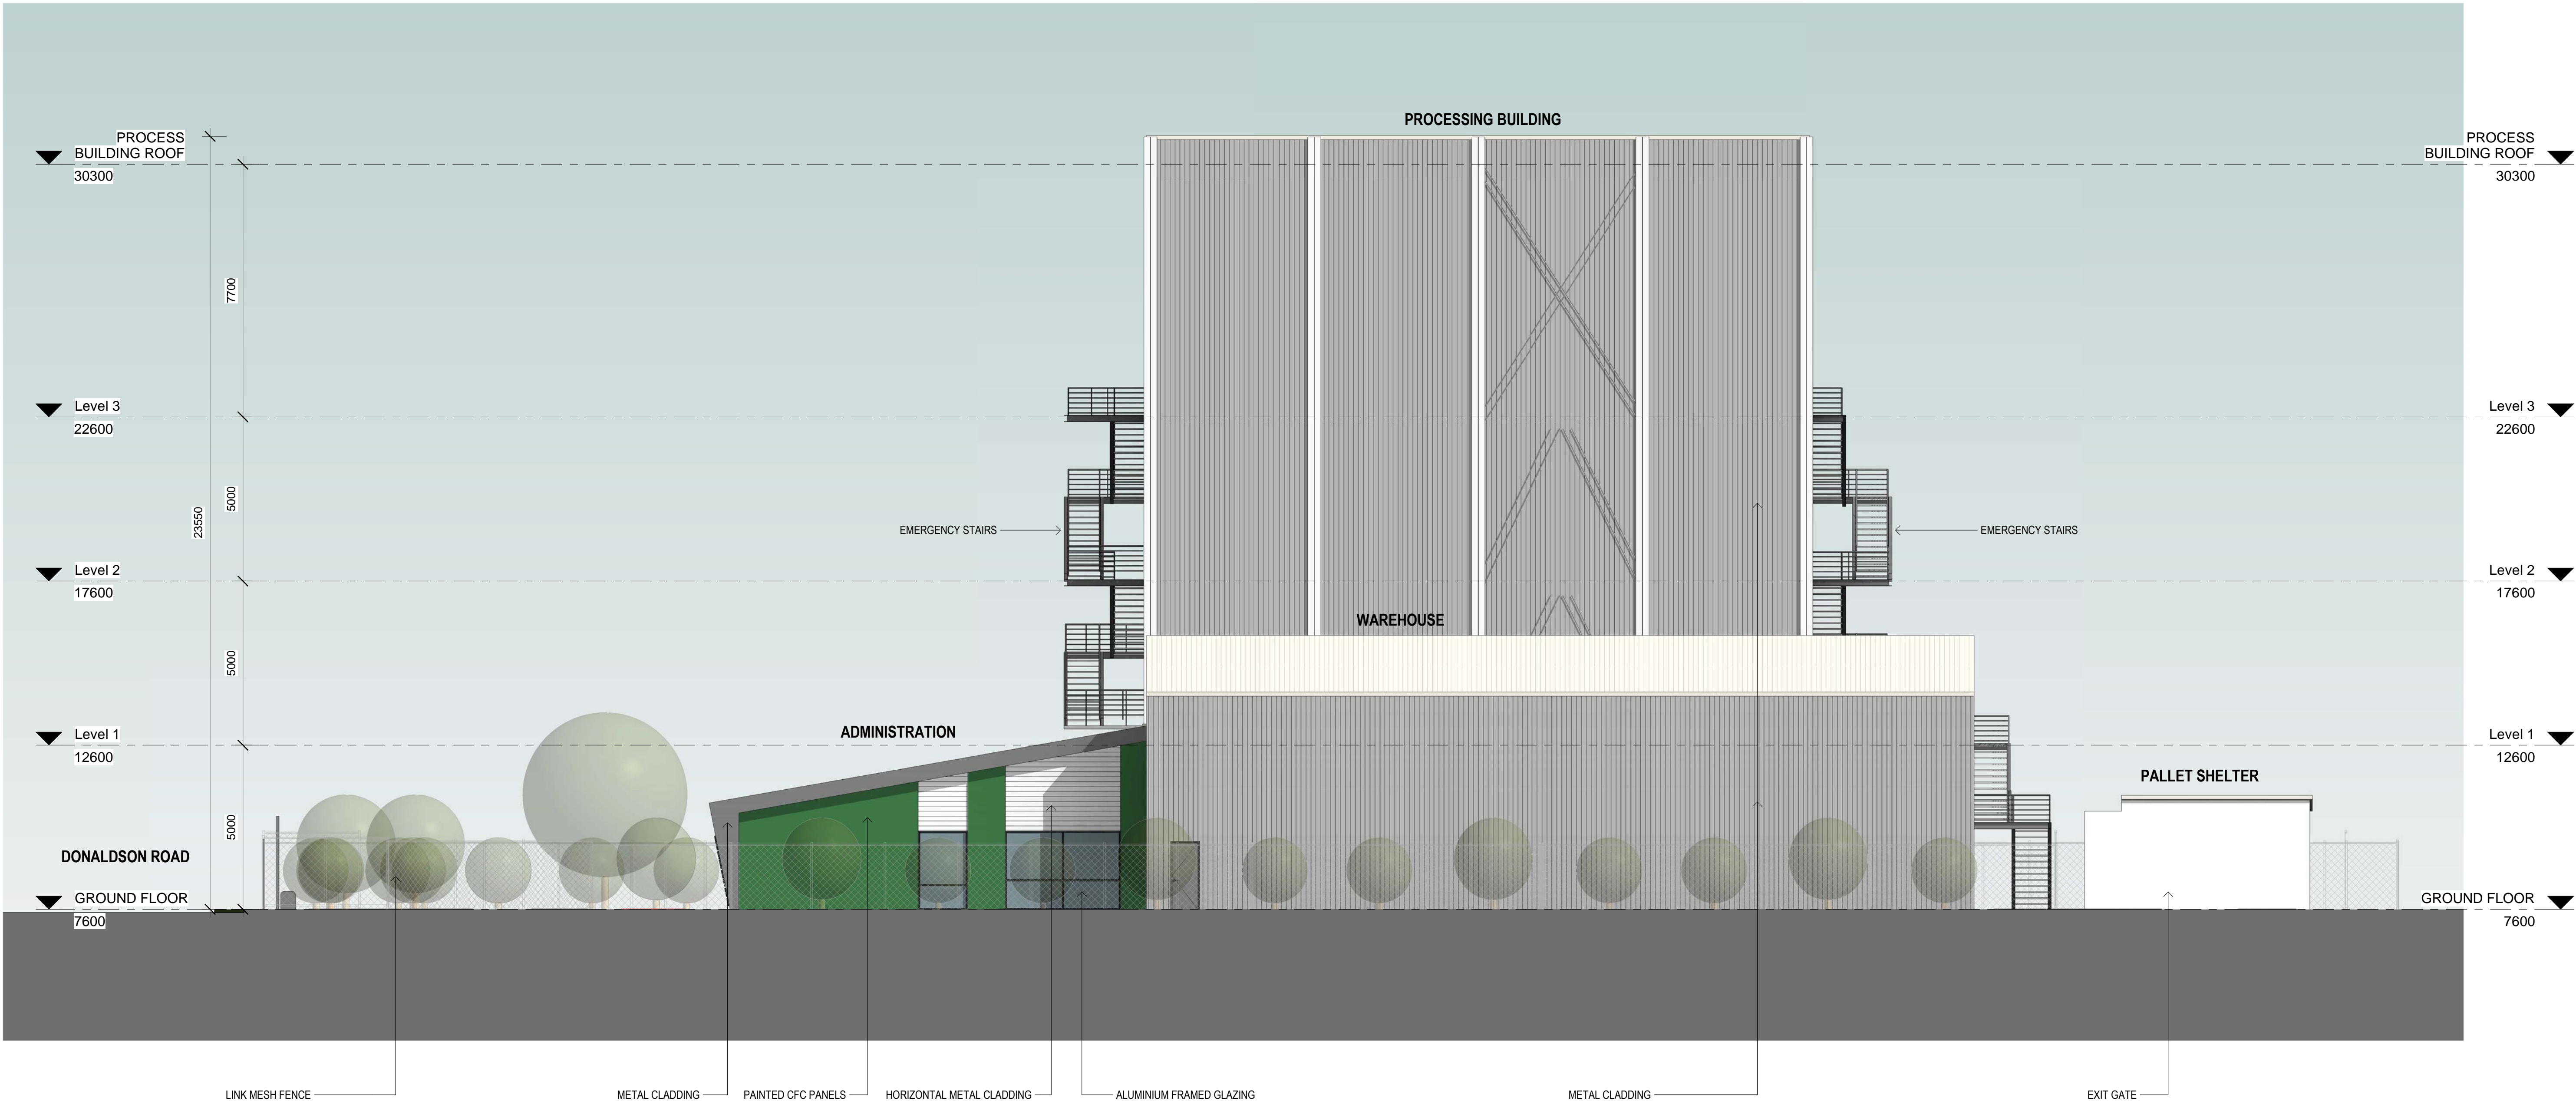 PROCESSING BUILDING
PROCESS
BUILDING ROOF
30300
PROCESS
BUILDING ROOF
30300
7700
Level 3
22600
Level 3
22600
5000
23550
EMERGENCY STAIRS
EMERGENCY STAIRS
Level 2
17600
Level 2
17600
WAREHOUSE
5000
ADMINISTRATION
Level 1
12600
Level 1
12600
PALLET SHELTER
5000
DONALDSON ROAD
GROUND FLOOR
7600
GROUND FLOOR
7600
LINK MESH FENCE
METAL CLADDING
PAINTED CFC PANELS
HORIZONTAL METAL CLADDING
ALUMINIUM FRAMED GLAZING
METAL CLADDING
EXIT GATE